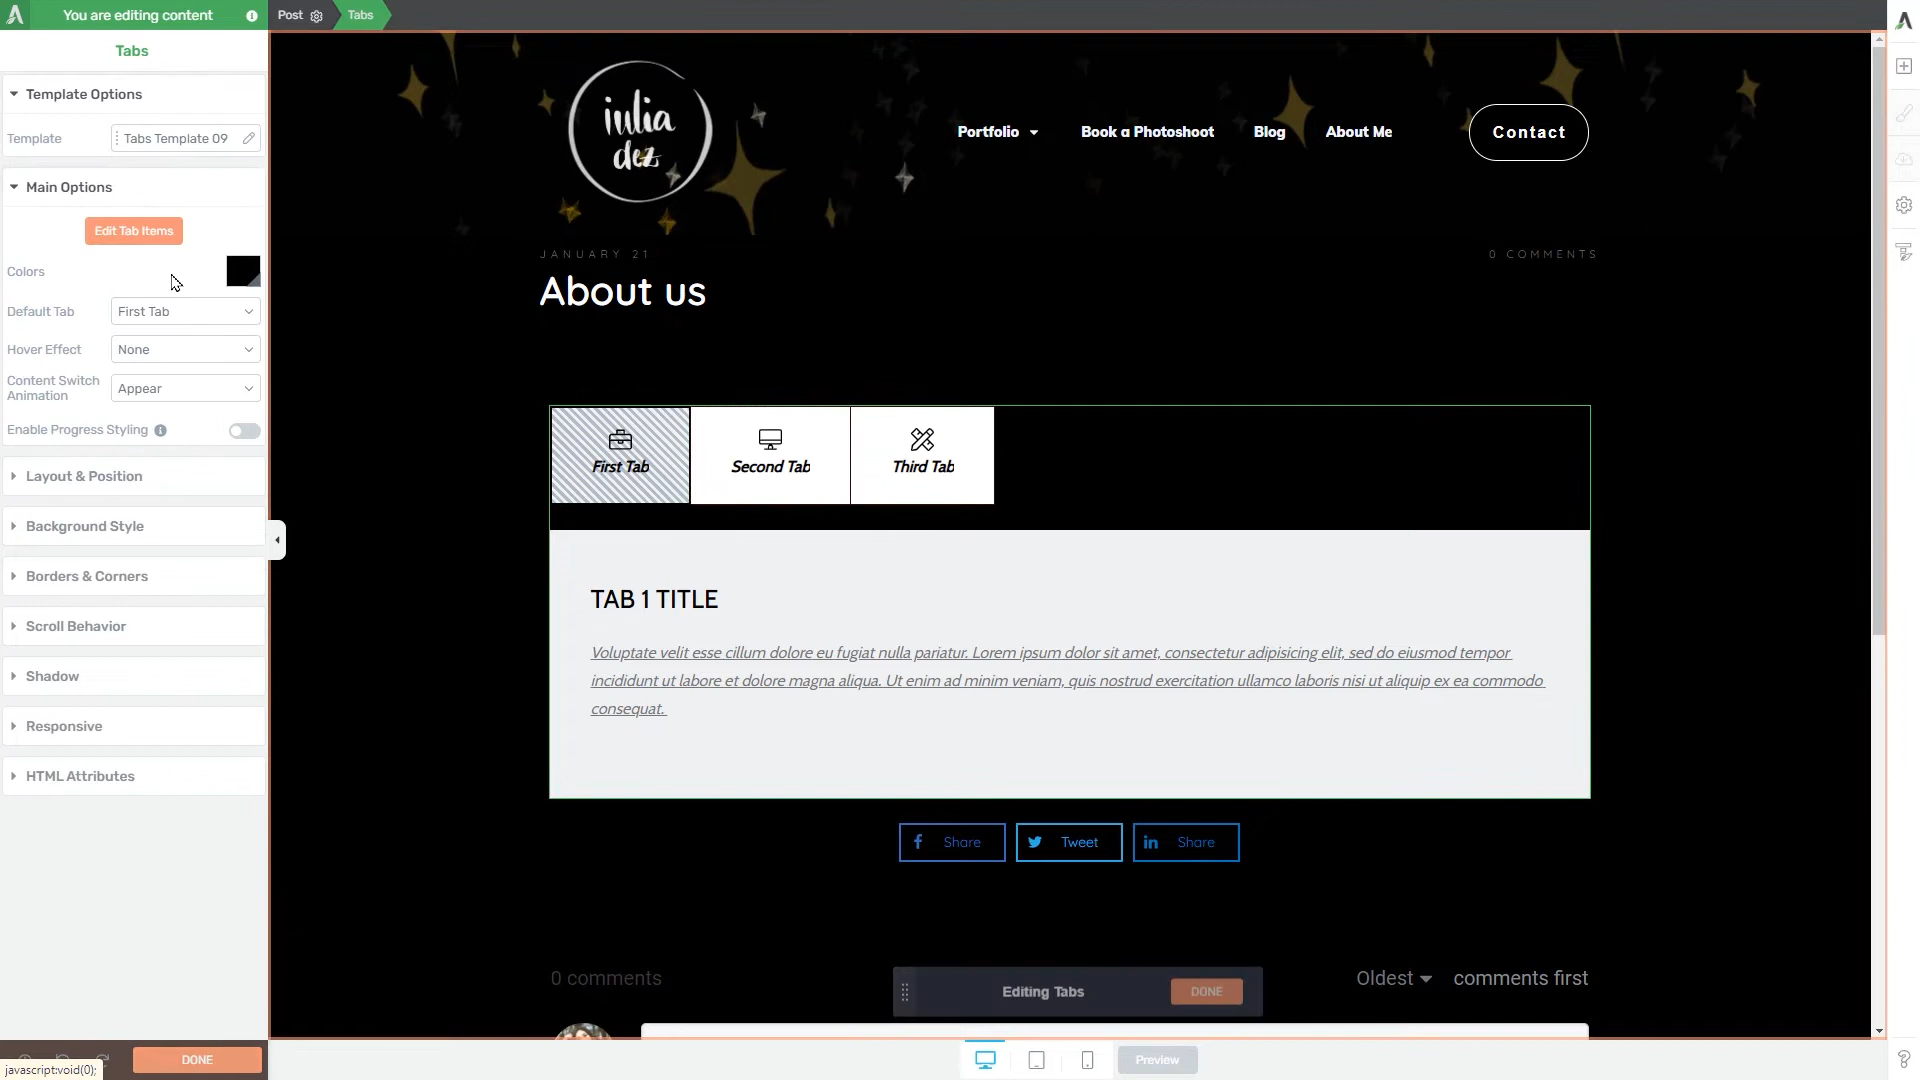 You are editing content
Post
Tabs
Tabs
Template Options
Template
Tabs Template 09
Main Options
Edit Tab Items
Colors
Default Tab
First Tab
Hover Effect
None
Content Switch
Animation
Appear
Enable Progress Styling
Layout & Position
Background Style
Borders & Corners
Scroll Behavior
Shadow
Responsive
HTML Attributes
DONE
javascript:void(0);
iulia
dez
Portfolio
Book a Photoshoot
Blog
About Me
Contact
JANUARY 21
0 COMMENTS
About us
First Tab
Second Tab
Third Tab
TAB 1 TITLE
Voluptate velit esse cillum dolore eu fugiat nulla pariatur. Lorem ipsum dolor sit amet, consectetur adipisicing elit, sed do eiusmod tempor
incididunt ut labore et dolore magna aliqua. Ut enim ad minim veniam, quis nostrud exercitation ullamco laboris nisi ut aliquip ex ea commodo
consequat.
Share
Tweet
Share
0 comments
Oldest
comments first
Editing Tabs
DONE
Preview